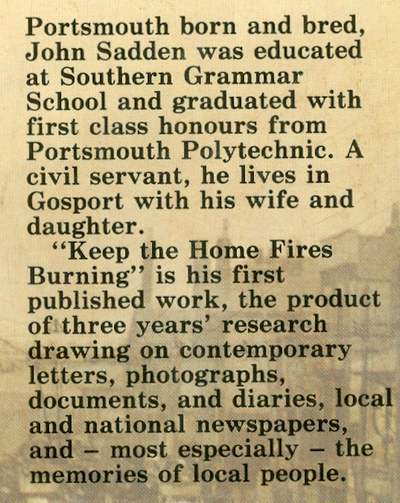 Portsmouth born and bred,
John Sadden was educated
at Southern Grammar
School and graduated with
first class honours from
Portsmouth Polytechnic. A
civil servant, he lives in
Gosport with his wife and
daughter.
“Keep the Home Fires
Burning” is his first
published work, the product
of three years’ research
drawing on contemporary
letters, photographs,
documents, and diaries, local
and national newspapers,
and – most especially – the
memories of local people.